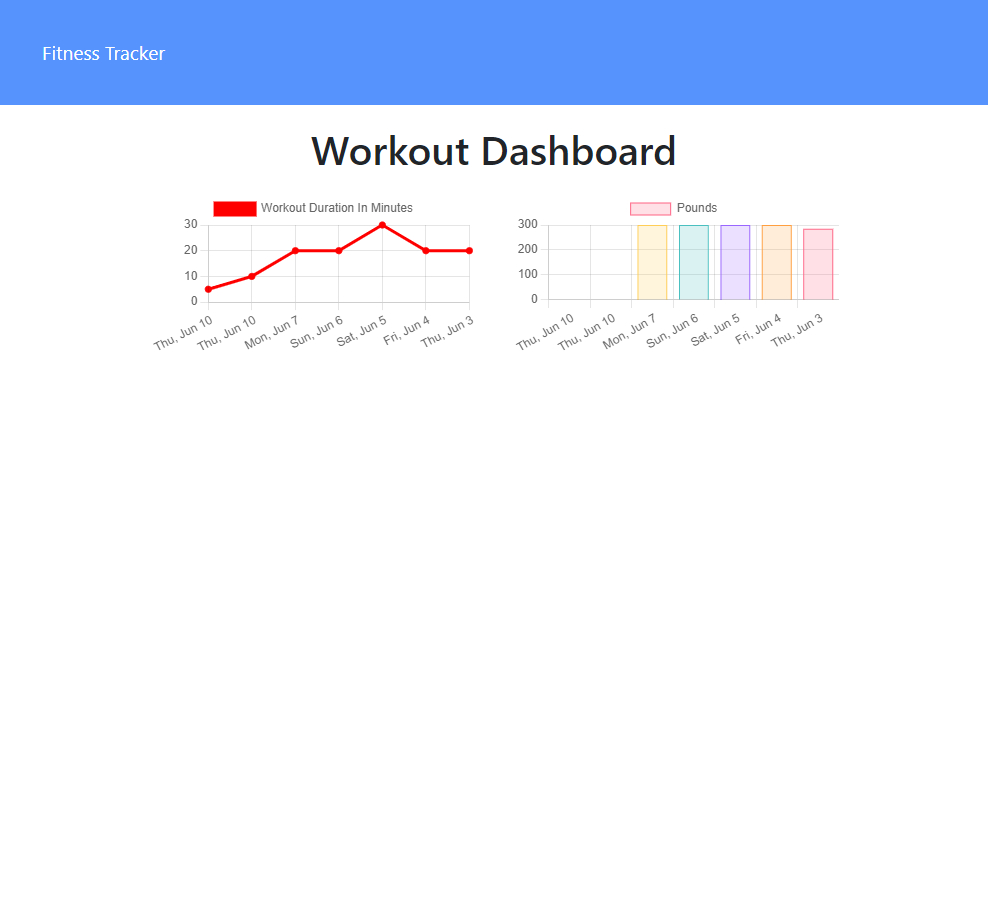 Fitness Tracker
Workout Dashboard
Workout Duration In Minutes
30
20
10
0
Thu, Jun 10
Thu, Jun 10
Mon, Jun 7
Sun, Jun 6
Sat, Jun 5
Fri, Jun 4
Thu, Jun 3
Pounds
300
200
100
0
Thu, Jun 10
Thu, Jun 10
Mon, Jun 7
Sun, Jun 6
Sat, Jun 5
Fri, Jun 4
Thu, Jun 3